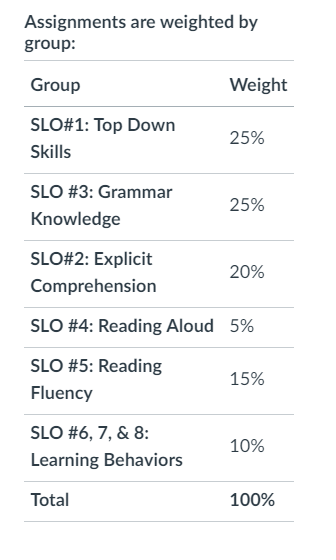 Assignments are weighted by
group:
Group Weight
SLO#1: Top Down
Skills 25%
SLO #3: Grammar
Knowledge 25%
SLO#2: Explicit
Comprehension 20%
SLO #4: Reading Aloud 5%
SLO #5: Reading
Fluency 15%
SLO #6, 7, & 8:
Learning Behaviors 10%
Total 100%